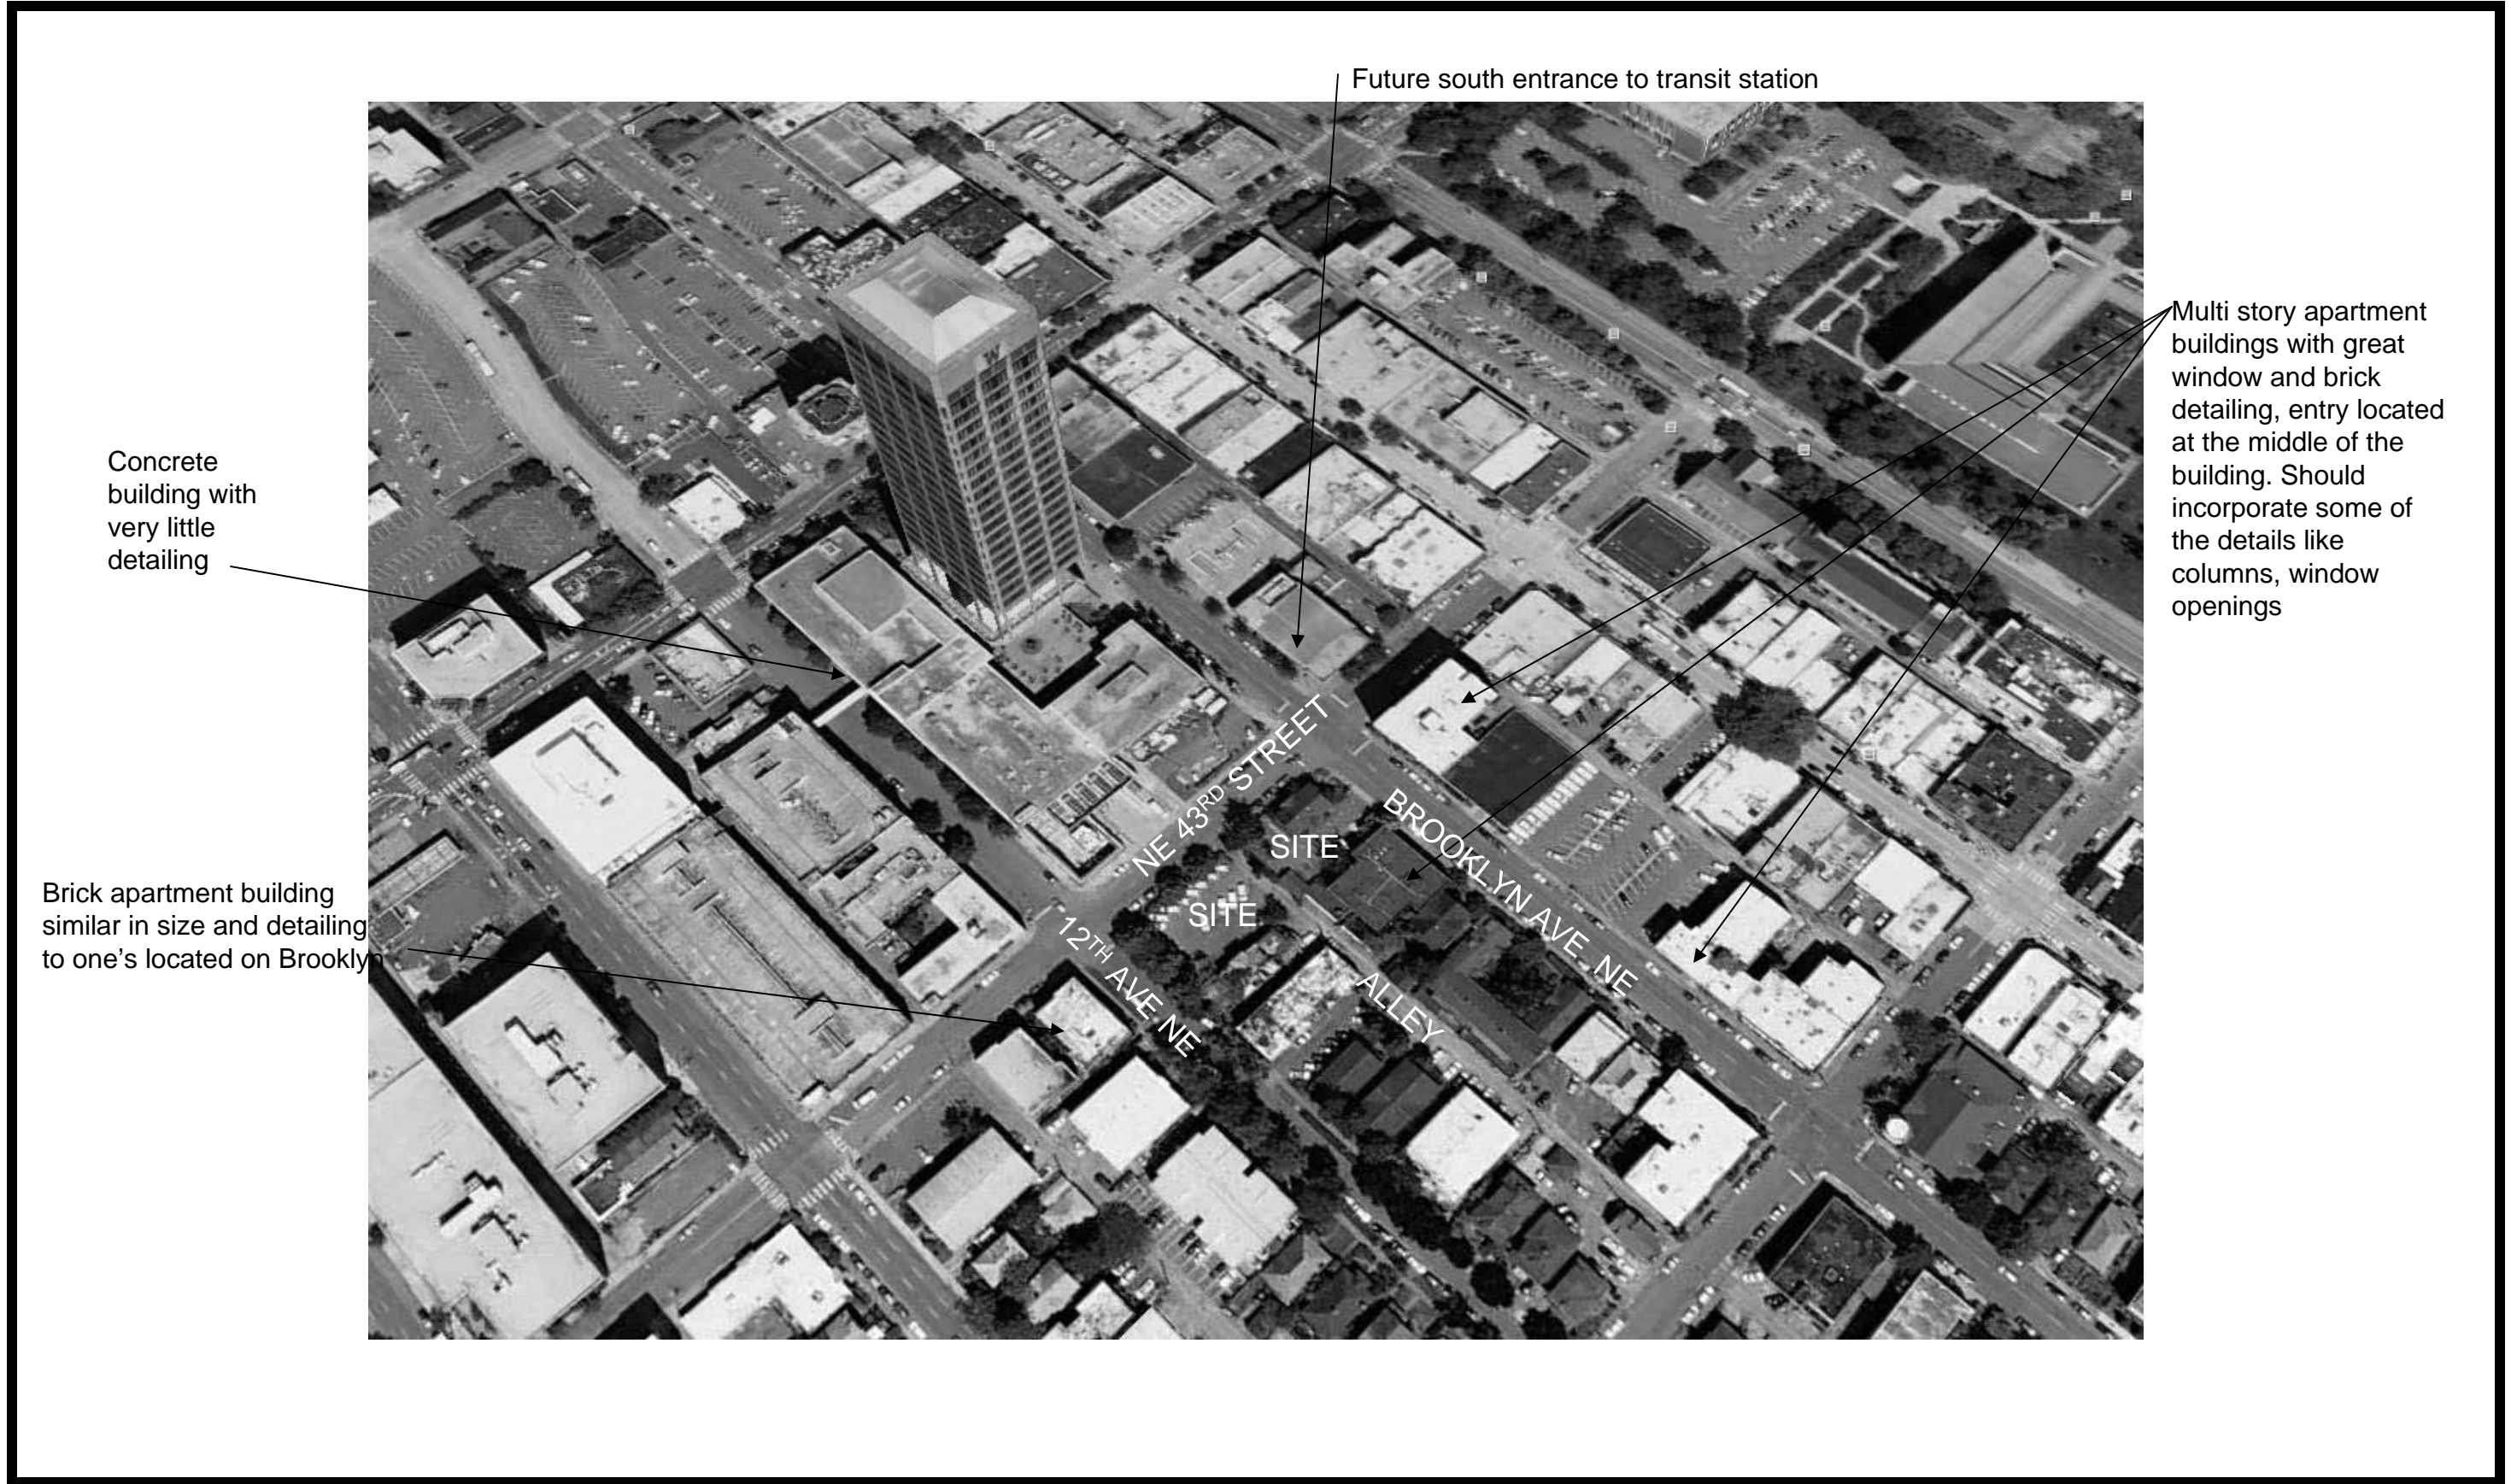 Future south entrance to transit station
Multi story apartment
buildings with great
window and brick
detailing, entry located
at the middle of the
building. Should
incorporate some of
the details like
columns, window
openings
Concrete
building with
very little
detailing
W
NE 43RD STREET
BROOKLYN AVE NE
SITE
SITE
12TH AVE NE
ALLEY
Brick apartment building
similar in size and detailing
to one's located on Brooklyn